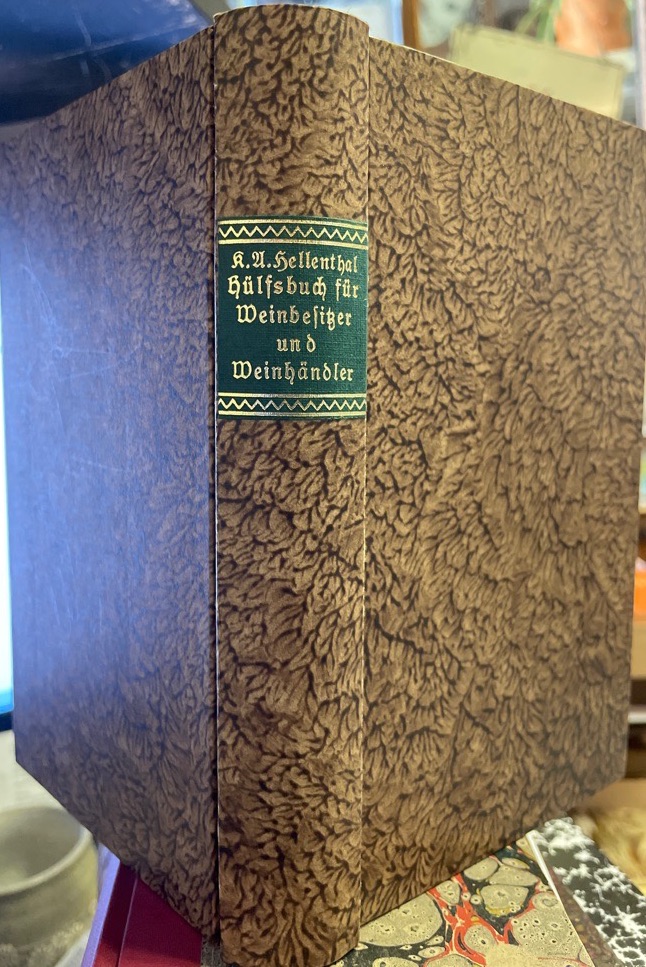 K. A. Hellenthal
Hülfsbuch für
Weinbesitzer
und
Weinhändler